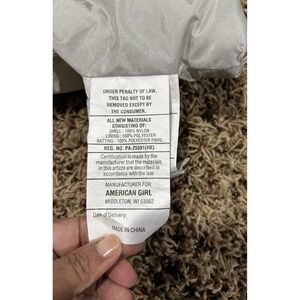 UNDER PENALTY OF LAW,
THIS TAG NOT TO BE
REMOVED EXCEPT BY
THE CONSUMER.
ALL NEW MATERIALS
CONSISTING OF:
SHELL : 100% NYLON
LINING : 100% POLYESTER
BATTING : 100% POLYESTER FIBRE
REG. NO. PA-25591(HK)
Certification is made by the
manufacturer that the materials
in this article are described in
accordance with the law.
MANUFACTURED FOR:
AMERICAN GIRL
MIDDLETON, WI 53562
Date of Delivery:
MADE IN CHINA